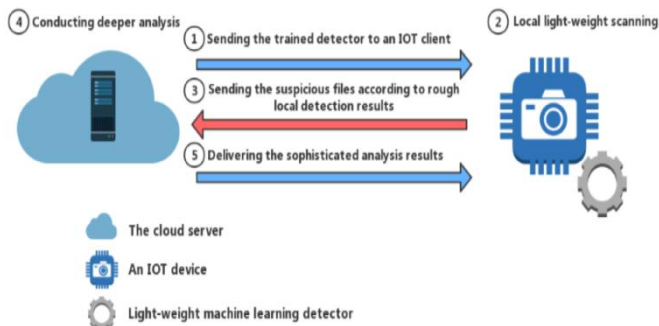 4 Conducting deeper analysis
2 Local light-weight scanning
1 Sending the trained detector to an IOT client
3 Sending the suspicious files according to rough
local detection results
5 Delivering the sophisticated analysis results
The cloud server
An IOT device
Light-weight machine learning detector